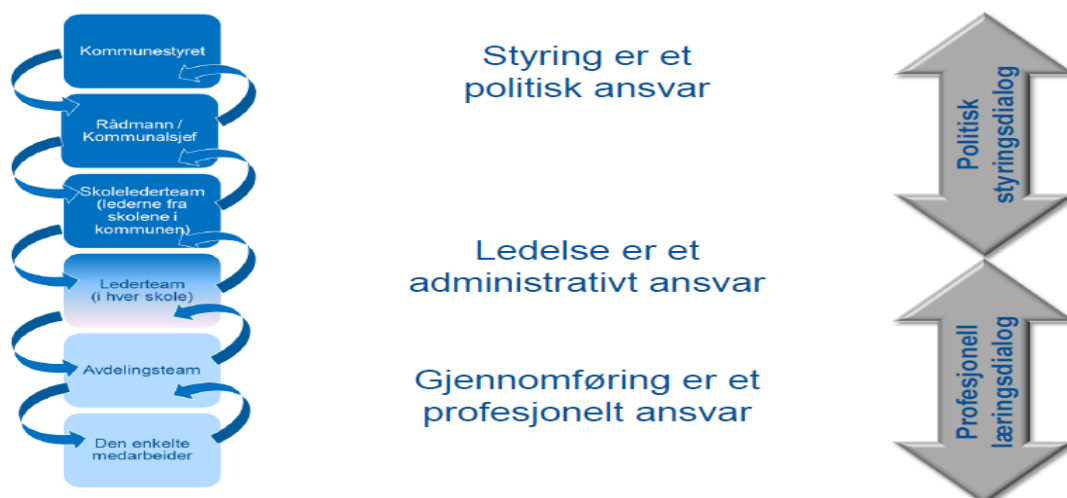 Kommunestyret
Rådmann /
Kommunalsjef
Skolelederteam
(lederne fra
skolene i
kommunen)
Lederteam
(i hver skole)
Avdelingsteam
Den enkelte
medarbeider
Styring er et
politisk ansvar
Ledelse er et
administrativt ansvar
Gjennomføring er et
profesjonelt ansvar
Politisk
styringsdialog
Profesjonell
læringsdialog